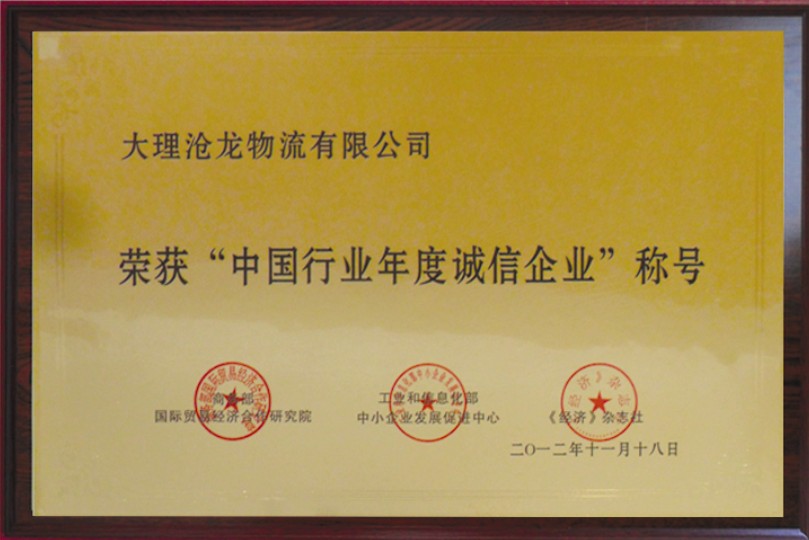 大理沧龙物流有限公司
荣获“中国行业年度诚信企业”称号
商务部
国际贸易经济合作研究院
工业和信息化部
中小企业发展促进中心
《经济》杂志社
二〇一二年十一月十八日